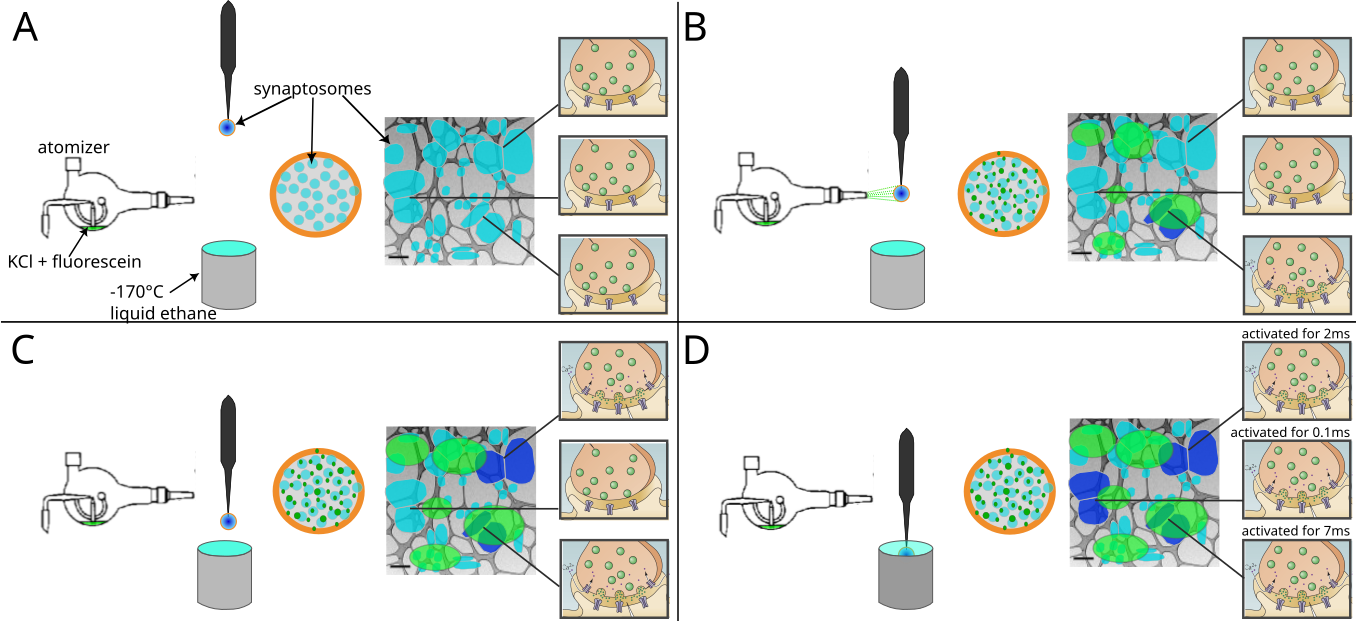 A
synaptosomes
atomizer
KCl + fluorescein
-170°C
liquid ethane
B
C
D
activated for 2ms
activated for 0.1ms
activated for 7ms